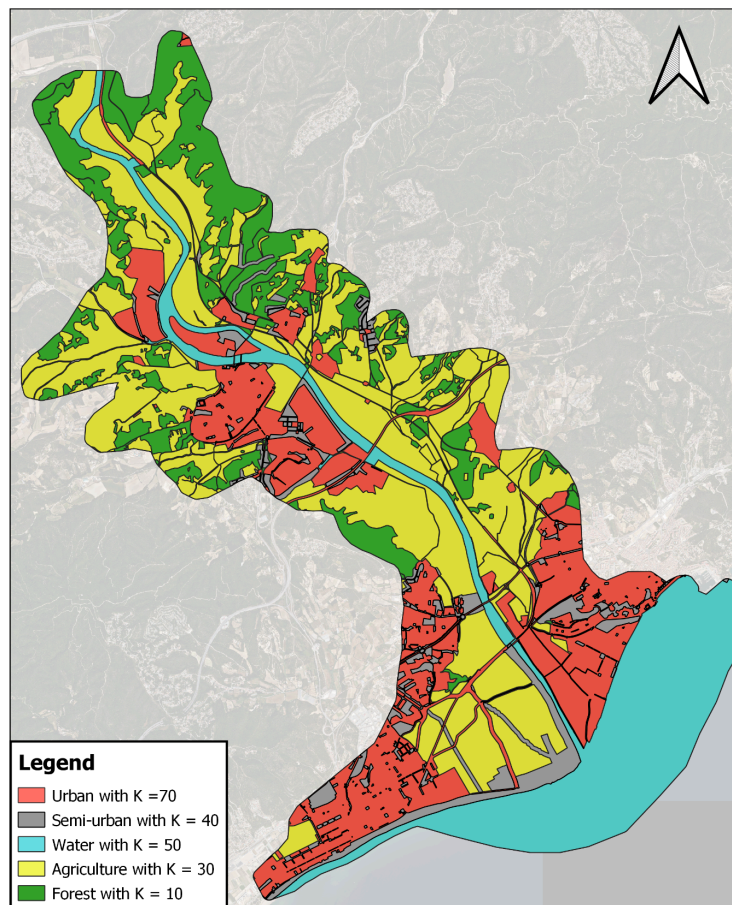 Legend
Urban with K =70
Semi-urban with K = 40
Water with K = 50
Agriculture with K = 30
Forest with K = 10